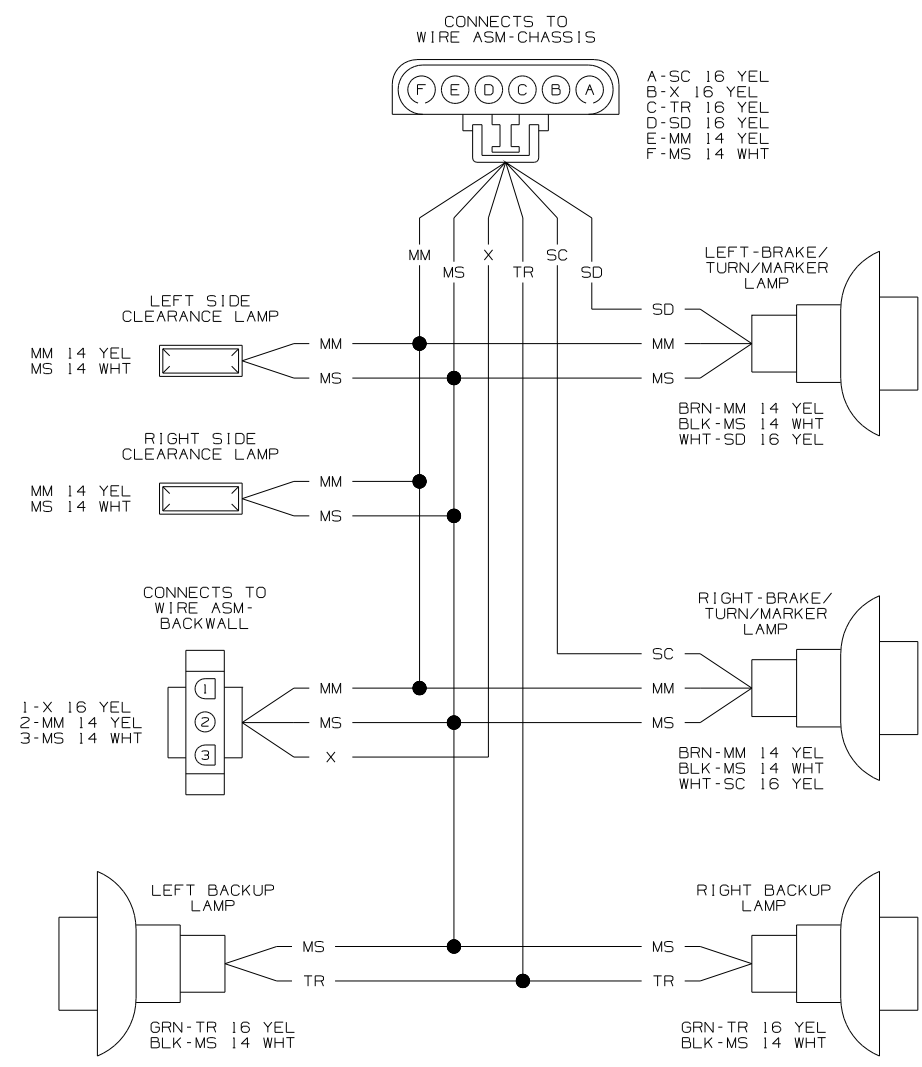 CONNECTS TO
WIRE ASM-CHASSIS
F E D C B A
A-SC 16 YEL
B-X 16 YEL
C-TR 16 YEL
D-SD 16 YEL
E-MM 14 YEL
F-MS 14 WHT
MM
MS
X
TR
SC
SD
LEFT-BRAKE/
TURN/MARKER
LAMP
SD
MM
MS
BRN-MM 14 YEL
BLK-MS 14 WHT
WHT-SD 16 YEL
LEFT SIDE
CLEARANCE LAMP
MM 14 YEL
MS 14 WHT
MM
MS
RIGHT SIDE
CLEARANCE LAMP
MM 14 YEL
MS 14 WHT
MM
MS
CONNECTS TO
WIRE ASM-
BACKWALL
1-X 16 YEL
2-MM 14 YEL
3-MS 14 WHT
1
2
3
MM
MS
X
RIGHT-BRAKE/
TURN/MARKER
LAMP
SC
MM
MS
BRN-MM 14 YEL
BLK-MS 14 WHT
WHT-SC 16 YEL
LEFT BACKUP
LAMP
MS
TR
GRN-TR 16 YEL
BLK-MS 14 WHT
RIGHT BACKUP
LAMP
MS
TR
GRN-TR 16 YEL
BLK-MS 14 WHT